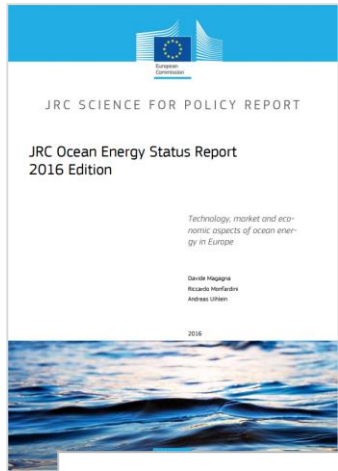 European
Commission
JRC SCIENCE FOR POLICY REPORT
JRC Ocean Energy Status Report
2016 Edition
Technology, market and eco-
nomic aspects of ocean ener-
gy in Europe
Davide Magagna
Riccardo Monfardini
Andreas Uihlein
2016